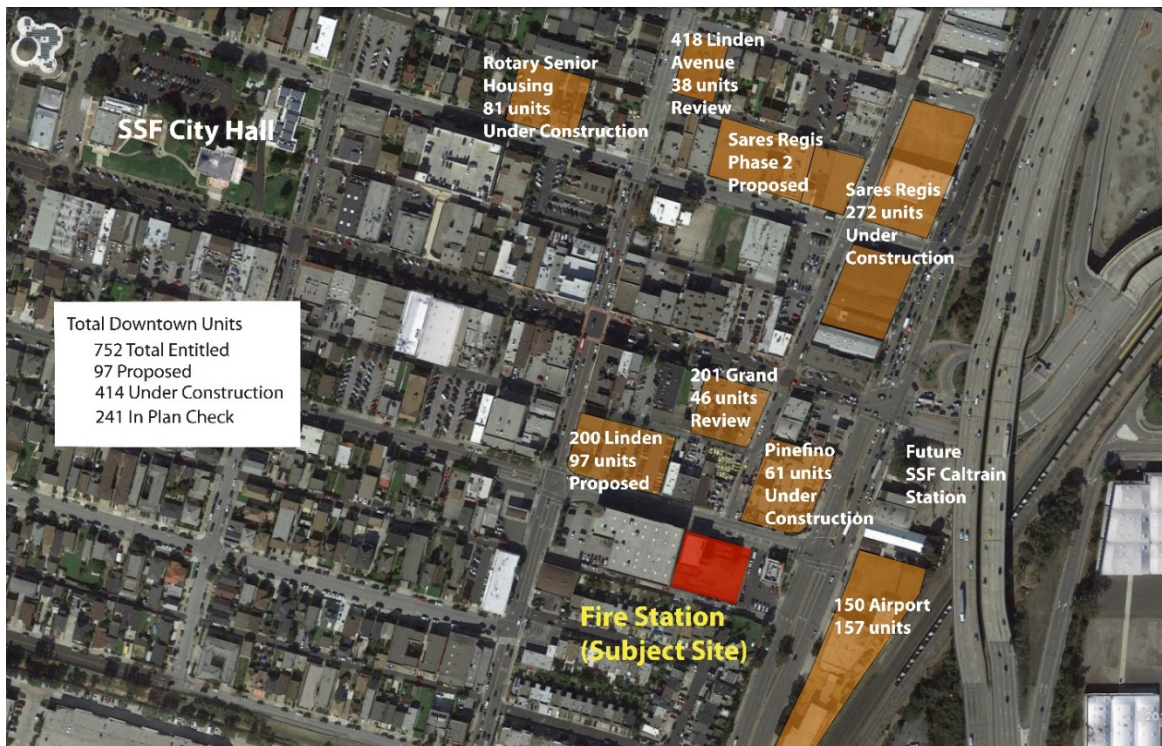 418 Linden
Avenue
38 units
Review
Rotary Senior
Housing
81 units
Under Construction
SSF City Hall
Sares Regis
Phase 2
Proposed
Sares Regis
272 units
Under
Construction
Total Downtown Units
752 Total Entitled
97 Proposed
414 Under Construction
241 In Plan Check
201 Grand
46 units
Review
200 Linden
97 units
Proposed
Pinefino
61 units
Under
Construction
Future
SSF Caltrain
Station
Fire Station
(Subject Site)
150 Airport
157 units